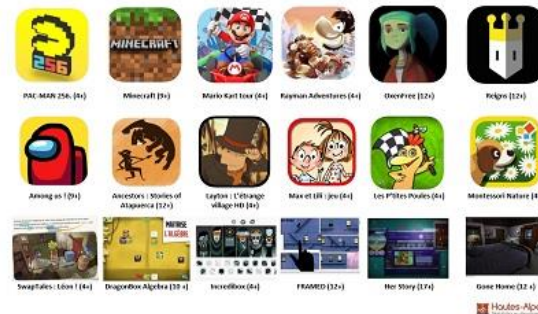 256
PAC-MAN 256. (4+)
MINECRAFT
Minecraft (9+)
Mario Kart tour (4+)
Rayman Adventures (4+)
OxenFree (12+)
Reigns (12+)
Among us ! (9+)
Ancestors : Stories of
Atapuerca (12+)
Layton : L'étrange
village HD (4+)
Max et Lili : jeu (4+)
Les P'tites Poules (4+)
Montessori Nature (4
SwapTales : Léon ! (4+)
MAÎTRISE
L'ALGÈBRE
DragonBox Algebra (10 +)
Incredibox (4+)
FRAMED (12+)
Her Story (17+)
Gone Home (12 +)
Hautes-Alpe